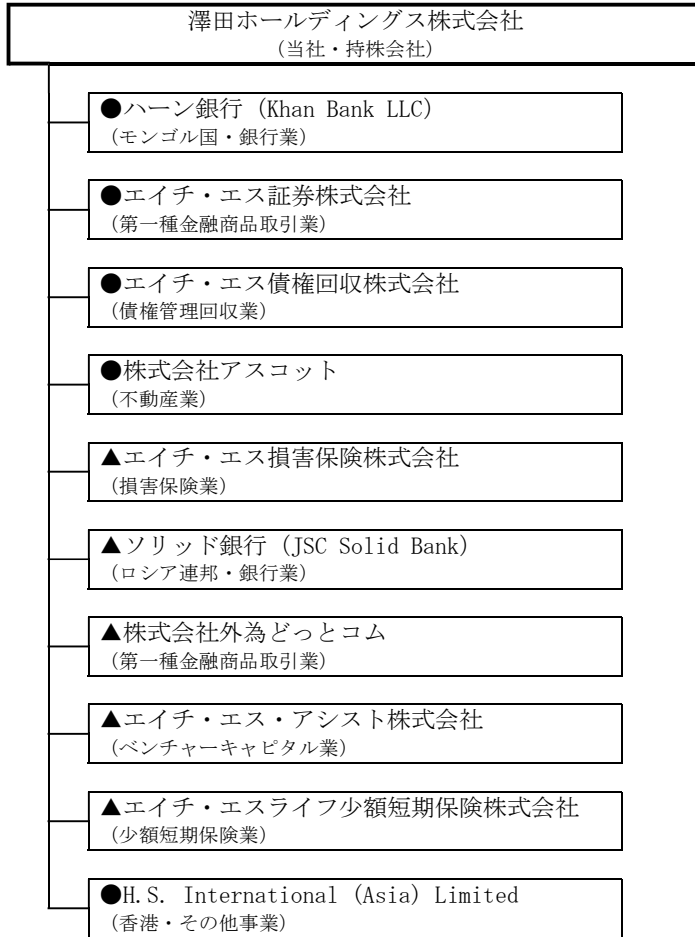 澤田ホールディングス株式会社
(当社・持株会社)
●ハーン銀行 (Khan Bank LLC)
(モンゴル国・銀行業)
●エイチ・エス証券株式会社
(第一種金融商品取引業)
●エイチ・エス債権回収株式会社
(債権管理回収業)
●株式会社アスコット
(不動産業)
▲エイチ・エス損害保険株式会社
(損害保険業)
▲ソリッド銀行 (JSC Solid Bank)
(ロシア連邦・銀行業)
▲株式会社外為どっとコム
(第一種金融商品取引業)
▲エイチ・エス・アシスト株式会社
(ベンチャーキャピタル業)
▲エイチ・エスライフ少額短期保険株式会社
(少額短期保険業)
●H.S. International (Asia) Limited
(香港・その他事業)